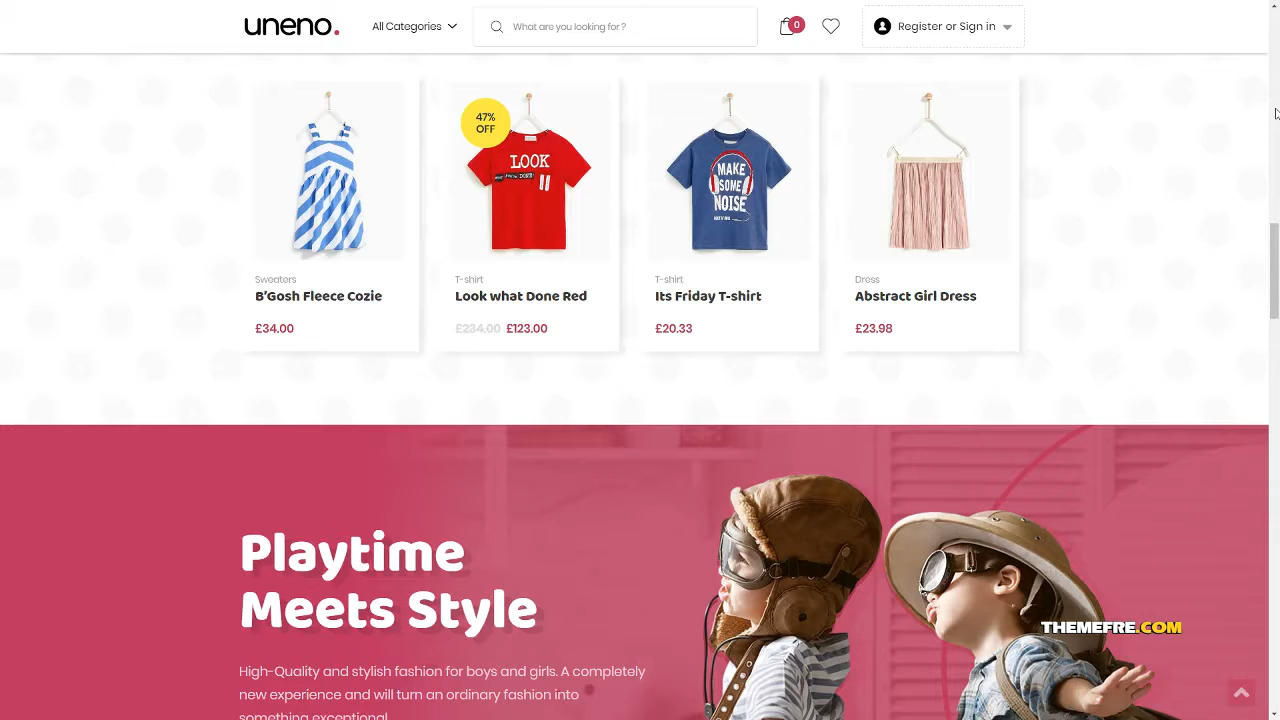 uneno.
All Categories
What are you looking for ?
0
Register or Sign in
47%
OFF
LOOK
MAKE
SOME
NOISE
Sweaters
B'Gosh Fleece Cozie
£34.00
T-shirt
Look what Done Red
£234.00 £123.00
T-shirt
Its Friday T-shirt
£20.33
Dress
Abstract Girl Dress
£23.98
Playtime
Meets Style
High-Quality and stylish fashion for boys and girls. A completely
new experience and will turn an ordinary fashion into
something exceptional
THEMEFRE.COM